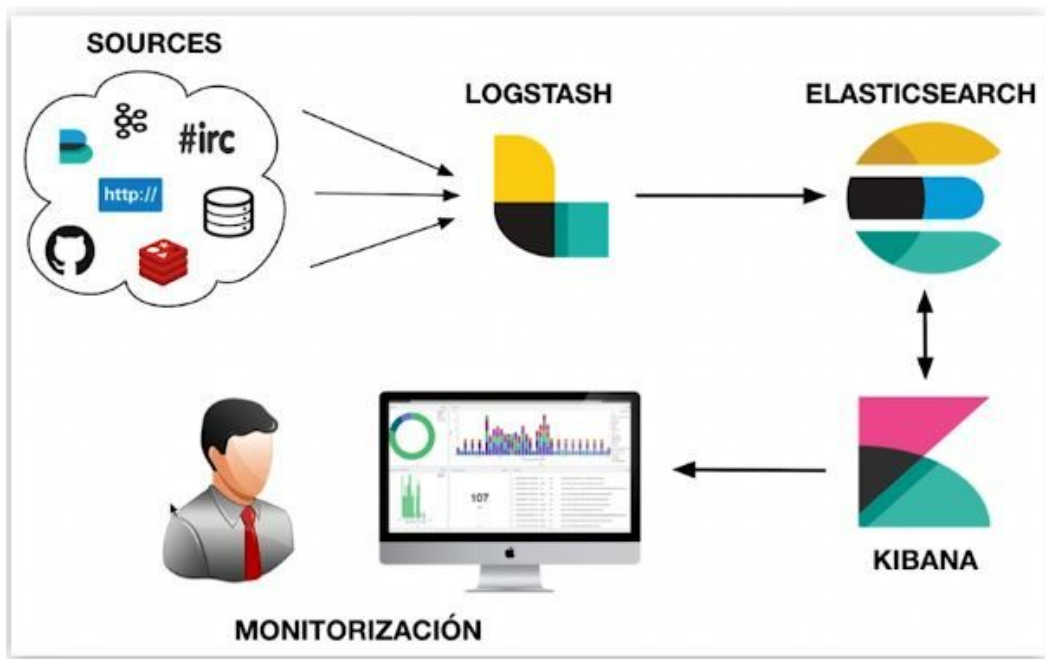 SOURCES
LOGSTASH
ELASTICSEARCH
#irc
http://
107
KIBANA
MONITORIZACIÓN